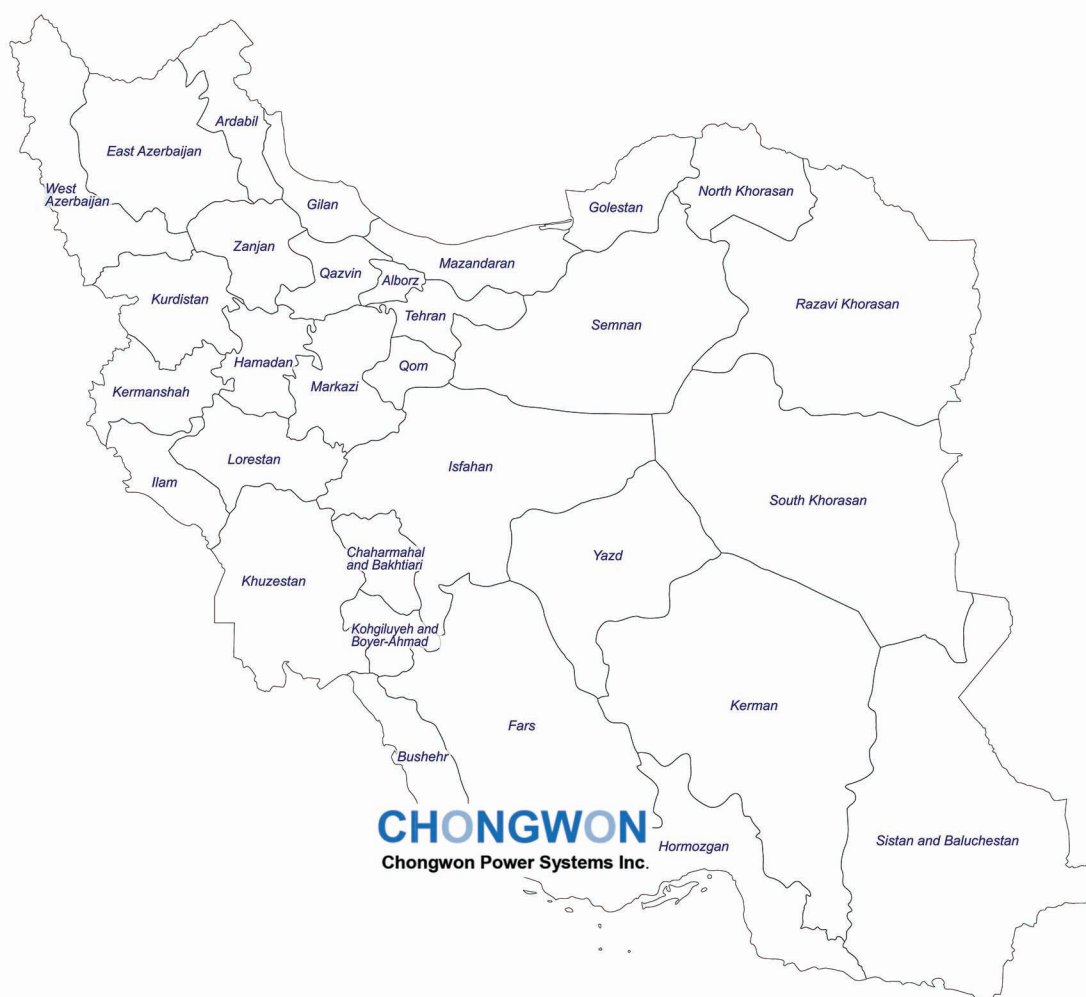 Ardabil
East Azerbaijan
West
Azerbaijan
North Khorasan
Gilan
Golestan
Zanjan
Mazandaran
Qazvin
Alborz
Kurdistan
Razavi Khorasan
Tehran
Semnan
Hamadan
Qom
Markazi
Kermanshah
Lorestan
Isfahan
Ilam
South Khorasan
Chaharmahal
and Bakhtiari
Yazd
Khuzestan
Kohgiluyeh and
Boyer-Ahmad
Kerman
Fars
Bushehr
CHONGWON
Chongwon Power Systems Inc.
Hormozgan
Sistan and Baluchestan